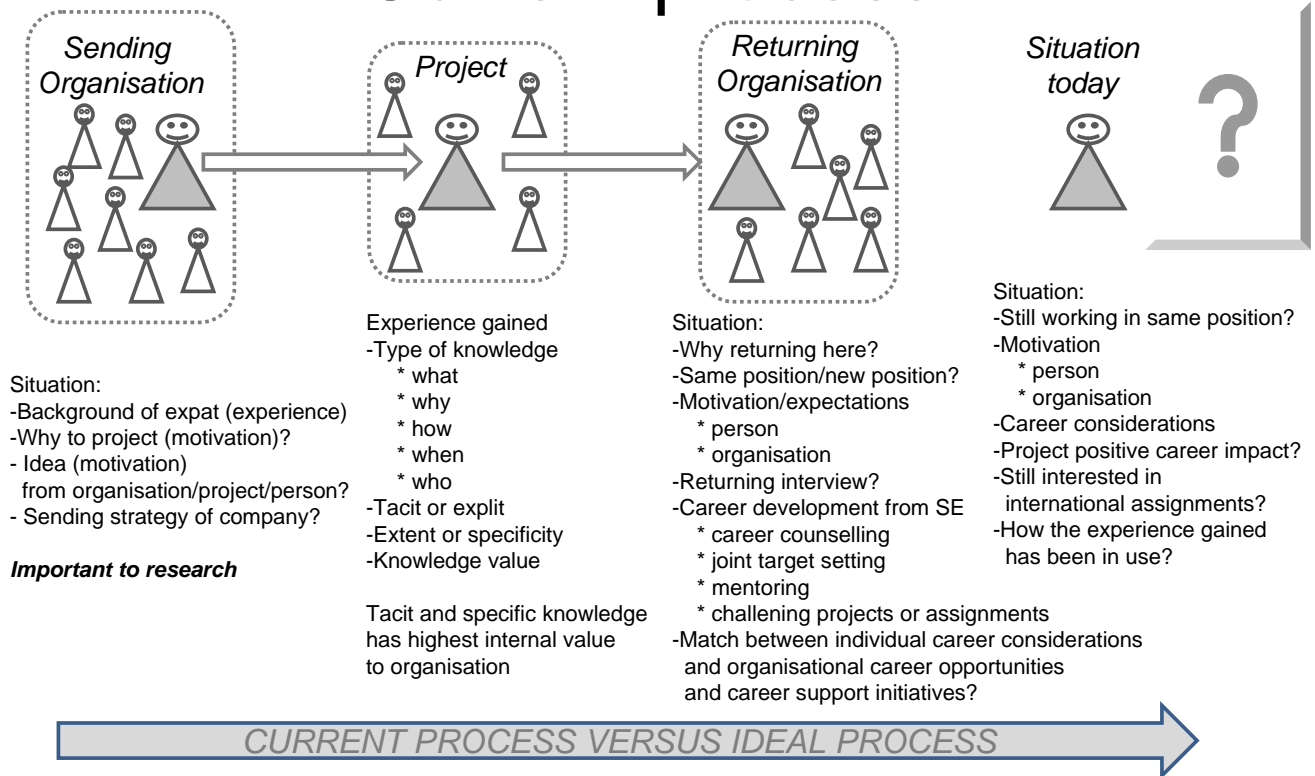 Sending
Organisation
Project
Returning
Organisation
Situation
today
?
Situation:
-Background of expat (experience)
-Why to project (motivation)?
- Idea (motivation)
from organisation/project/person?
- Sending strategy of company?
Important to research
Experience gained
-Type of knowledge
* what
* why
* how
* when
* who
-Tacit or explit
-Extent or specificity
-Knowledge value
Tacit and specific knowledge
has highest internal value
to organisation
Situation:
-Why returning here?
-Same position/new position?
-Motivation/expectations
* person
* organisation
-Returning interview?
-Career development from SE
* career counselling
* joint target setting
* mentoring
* challening projects or assignments
-Match between individual career considerations
and organisational career opportunities
and career support initiatives?
Situation:
-Still working in same position?
-Motivation
* person
* organisation
-Career considerations
-Project positive career impact?
-Still interested in
international assignments?
-How the experience gained
has been in use?
CURRENT PROCESS VERSUS IDEAL PROCESS